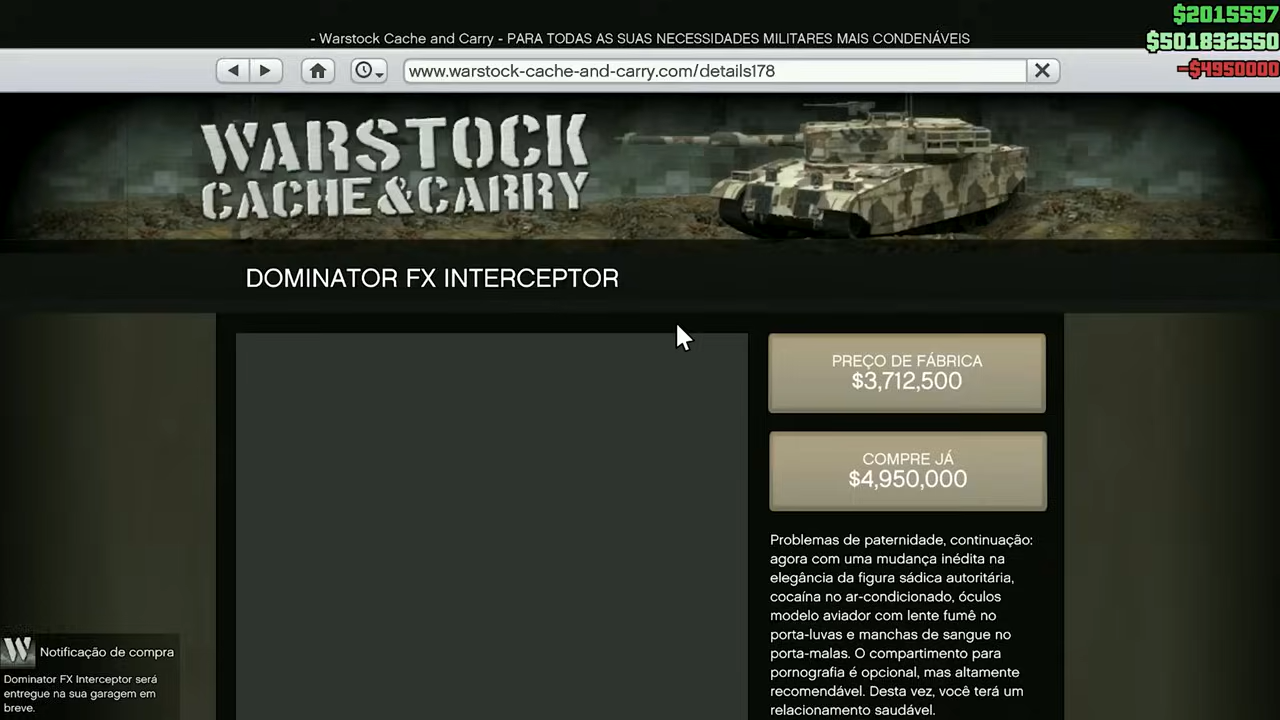 $2015597
- Warstock Cache and Carry - PARA TODAS AS SUAS NECESSIDADES MILITARES MAIS CONDENÁVEIS
$501832550
-$4950000
www.warstock-cache-and-carry.com/details178
WARSTOCK
CACHE&CARRY
DOMINATOR FX INTERCEPTOR
PREÇO DE FÁBRICA
$3,712,500
COMPRE JÁ
$4,950,000
Problemas de paternidade, continuação:
agora com uma mudança inédita na
elegância da figura sádica autoritária,
cocaína no ar-condicionado, óculos
modelo aviador com lente fumê no
porta-luvas e manchas de sangue no
porta-malas. O compartimento para
pornografia é opcional, mas altamente
recomendável. Desta vez, você terá um
relacionamento saudável.
W
Notificação de compra
Dominator FX Interceptor será
entregue na sua garagem em
breve.